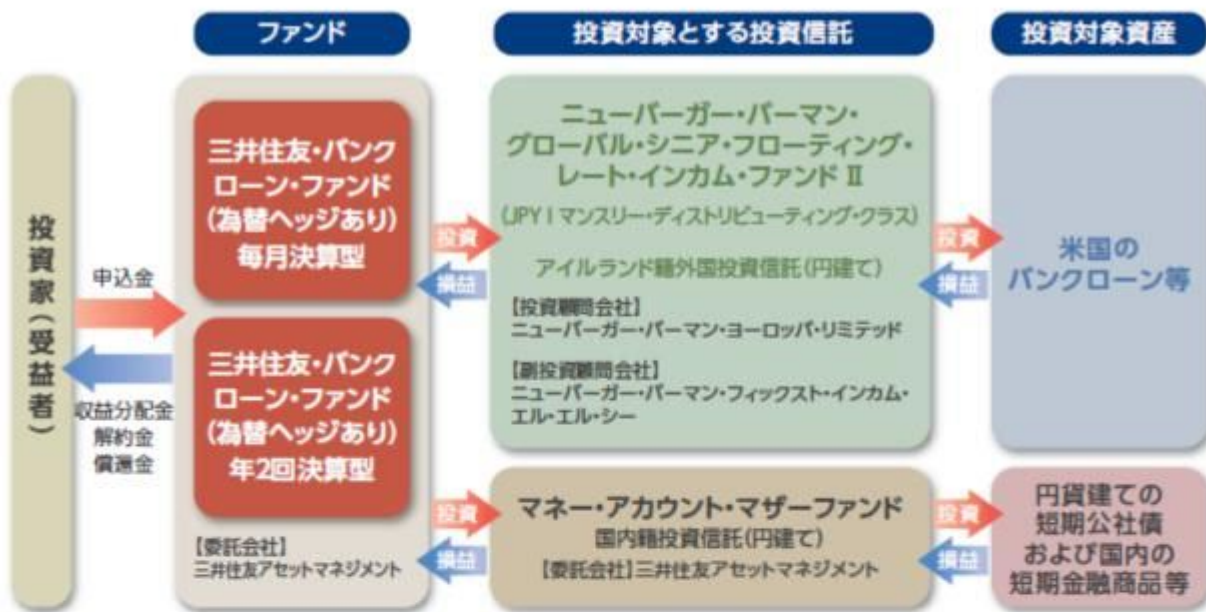 ファンド
投資対象とする投資信託
投資対象資産
投資家（受益者）
申込金
収益分配金
解約金
償還金
三井住友・バンク
ローン・ファンド
(為替ヘッジあり)
毎月決算型
三井住友・バンク
ローン・ファンド
(為替ヘッジあり)
年2回決算型
【委託会社】
三井住友アセットマネジメント
投資
損益
投資
損益
ニューバーガー・バーマン・
グローバル・シニア・フローティング・
レート・インカム・ファンド Ⅱ
(JPY I マンスリー・ディストリビューティング・クラス)
アイルランド籍外国投資信託(円建て)
【投資顧問会社】
ニューバーガー・バーマン・ヨーロッパ・リミテッド
【副投資顧問会社】
ニューバーガー・バーマン・フィックスト・インカム・
エル・エル・シー
マネー・アカウント・マザーファンド
国内籍投資信託(円建て)
【委託会社】三井住友アセットマネジメント
投資
損益
投資
損益
米国の
バンクローン等
円貨建ての
短期公社債
および国内の
短期金融商品等